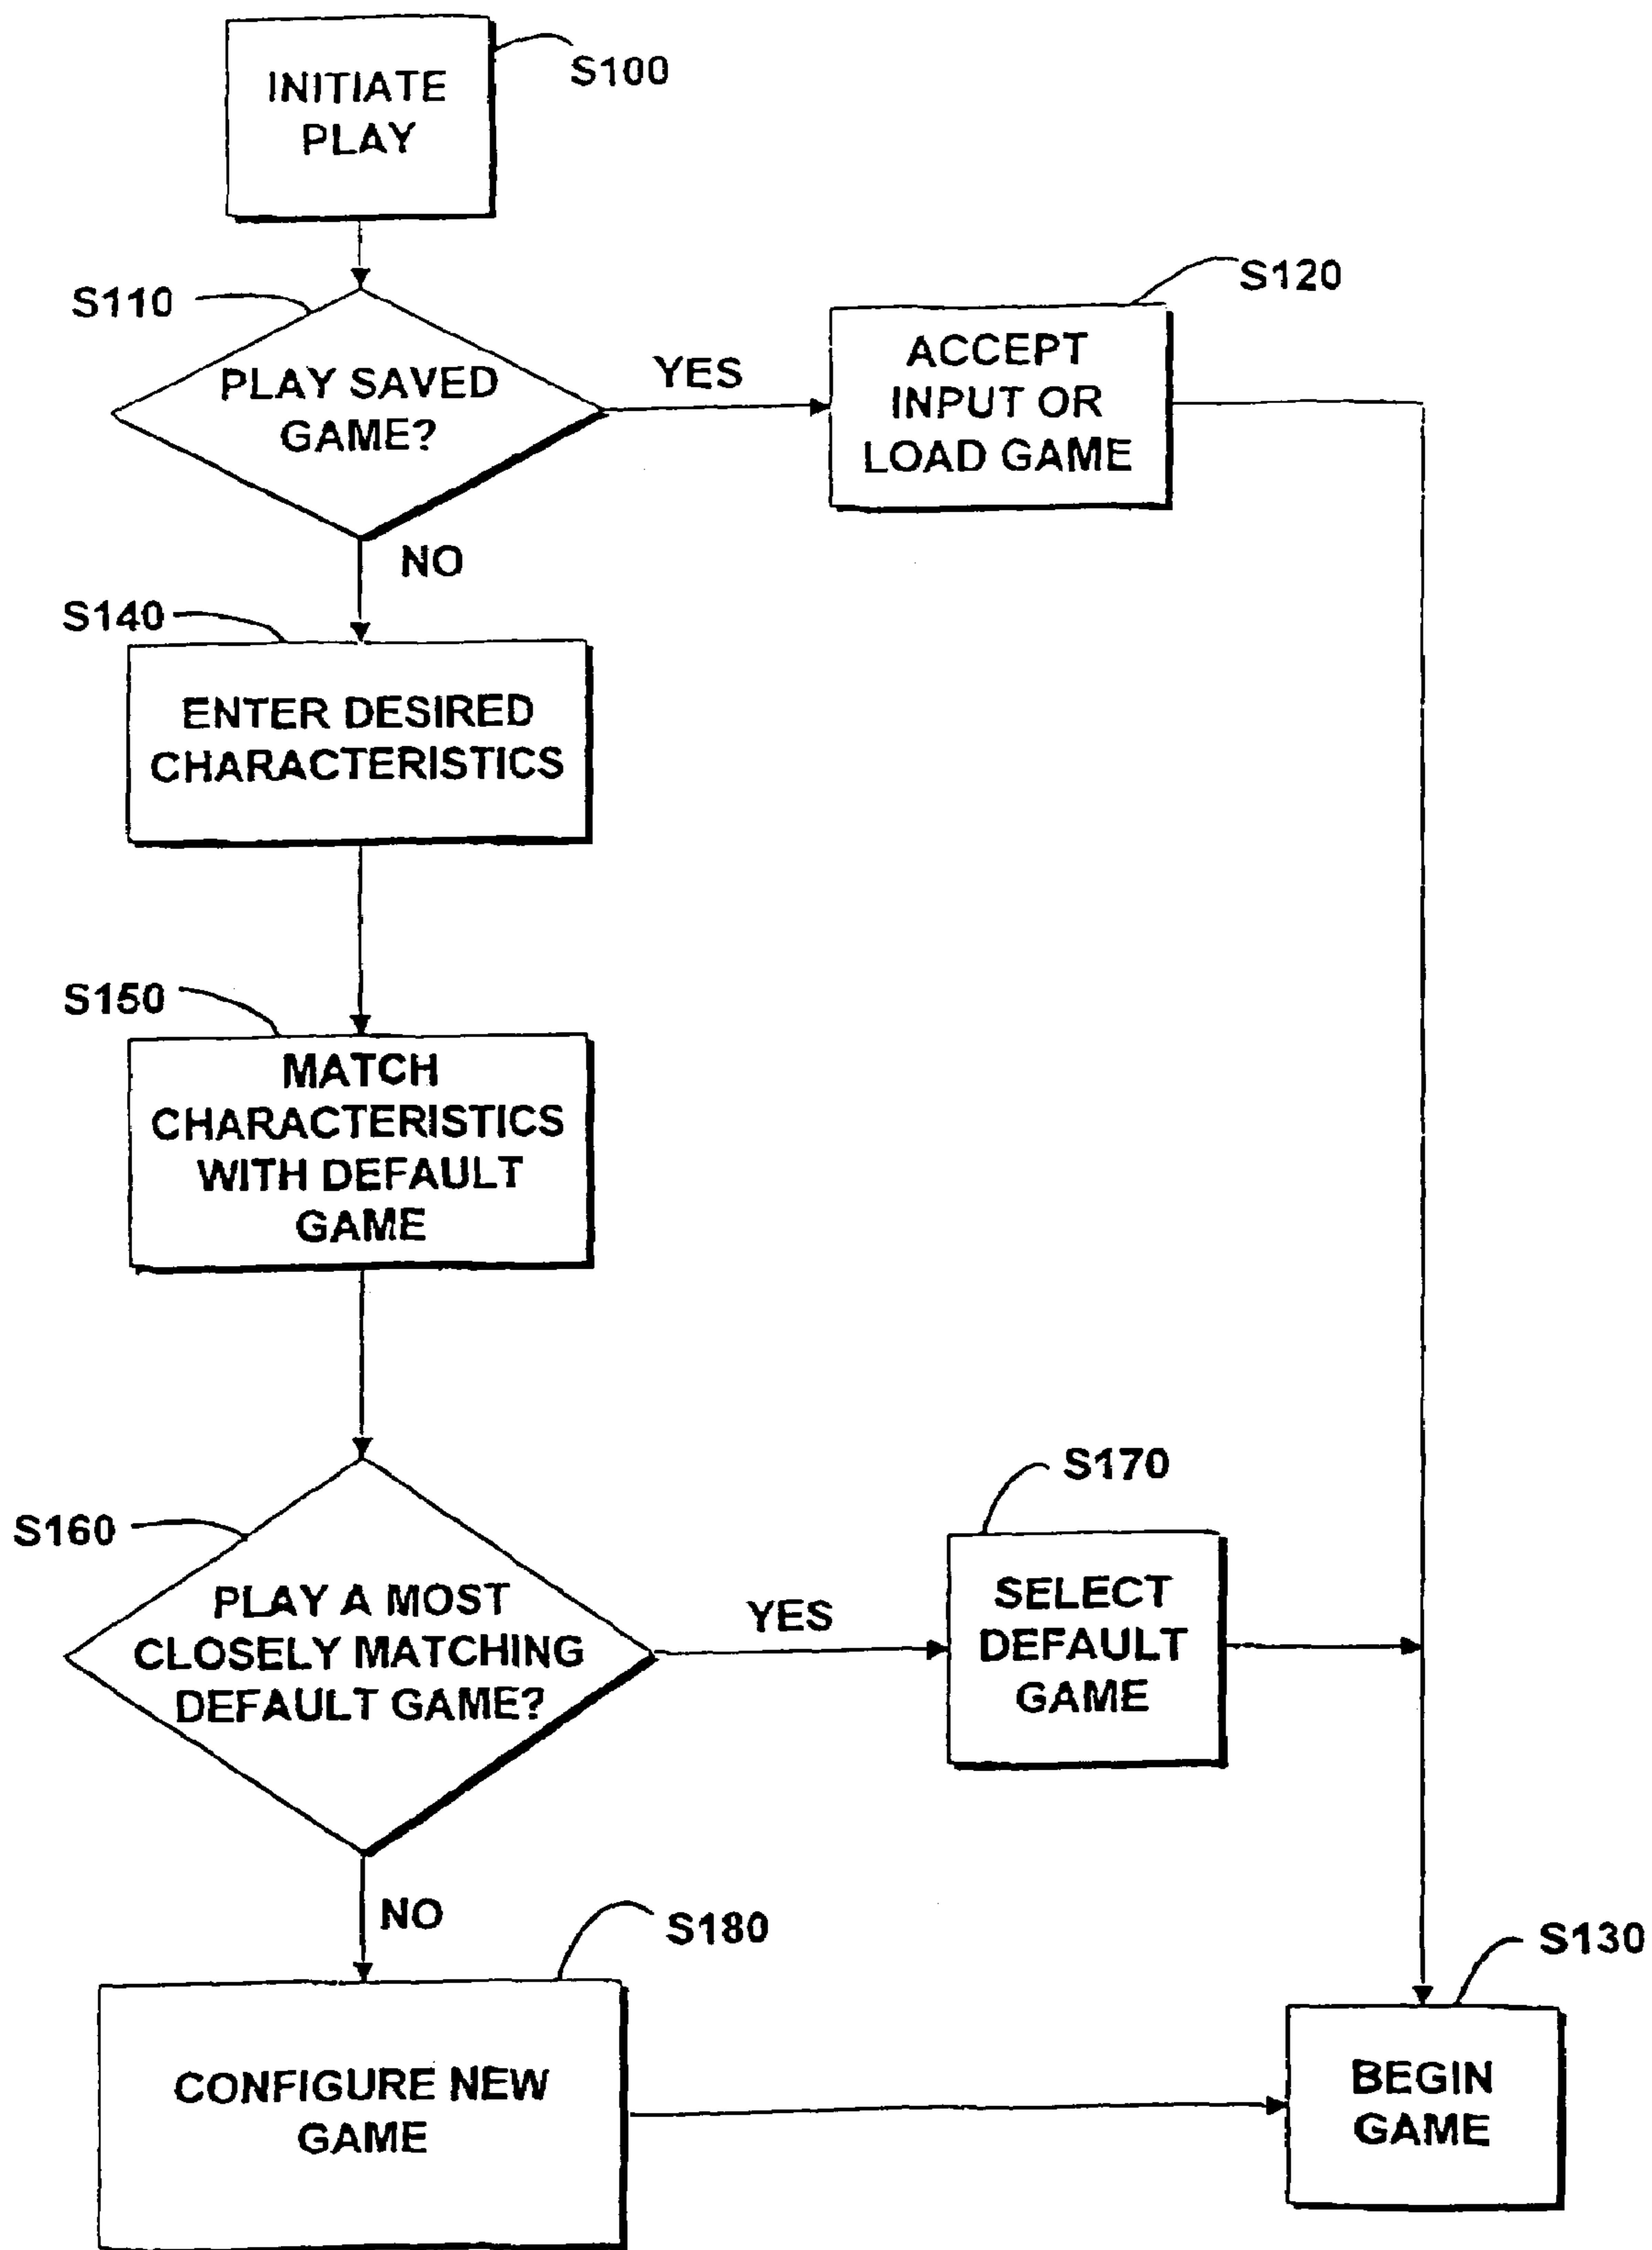 INITIATE
PLAY
S100
S110
PLAY SAVED
GAME?
YES
S120
ACCEPT
INPUT OR
LOAD GAME
NO
S140
ENTER DESIRED
CHARACTERISTICS
S150
MATCH
CHARACTERISTICS
WITH DEFAULT
GAME
S160
PLAY A MOST
CLOSELY MATCHING
DEFAULT GAME?
YES
S170
SELECT
DEFAULT
GAME
NO
S180
CONFIGURE NEW
GAME
S130
BEGIN
GAME